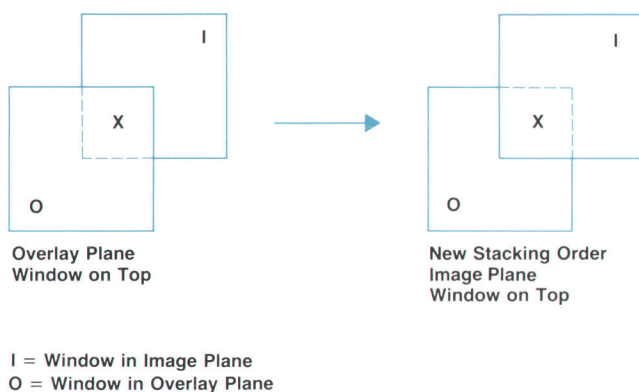 I
X
O
Overlay Plane
Window on Top
I
X
O
New Stacking Order
Image Plane
Window on Top
I = Window in Image Plane
O = Window in Overlay Plane